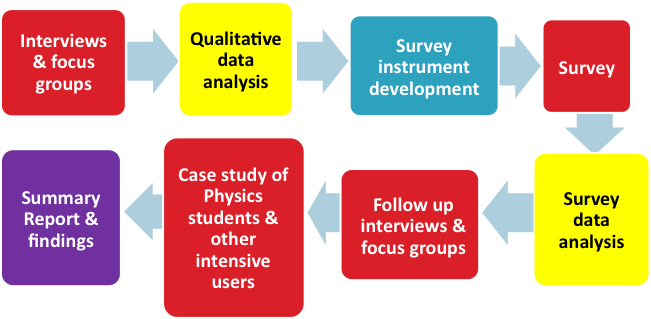 Interviews
& focus
groups
Qualitative
data
analysis
Survey
instrument
development
Survey
Survey
data
analysis
Follow up
interviews &
focus groups
Case study of
Physics
students &
other
intensive
users
Summary
Report &
findings